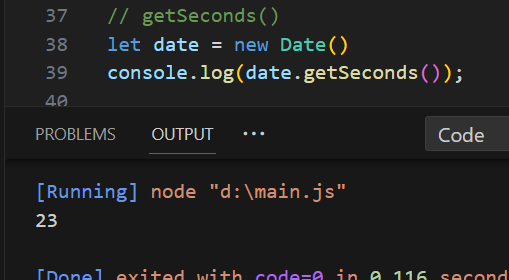 37 // getSeconds()
38 let date = new Date()
39 console.log(date.getSeconds());
40
PROBLEMS OUTPUT ··· Code
[Running] node "d:\main.js"
23
[Done] exited with code=0 in 0.116 second